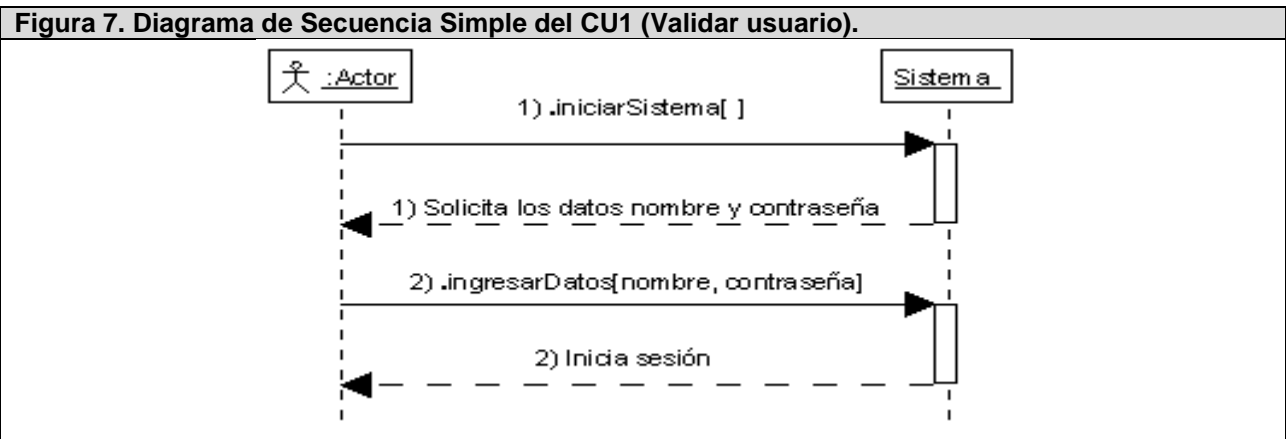 Figura 7. Diagrama de Secuencia Simple del CU1 (Validar usuario).
:Actor
Sistema
1) .iniciarSistema[ ]
1) Solicita los datos nombre y contraseña
2) .ingresarDatos[nombre, contraseña]
2) Inicia sesión